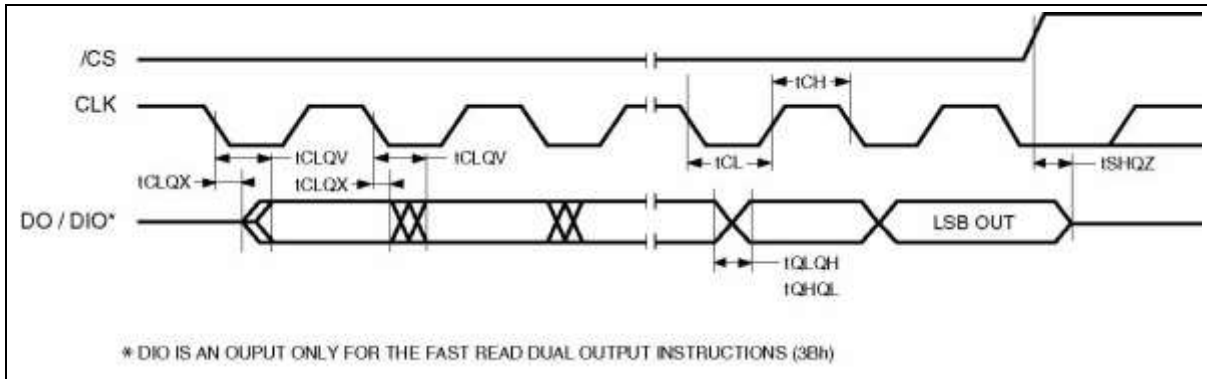 /CS
tCH
CLK
tCLQV
tCLQV
tCL
tSHQZ
tCLQX
tCLQX
DO / DIO*
LSB OUT
tQLQH
tQHQL
* DIO IS AN OUPUT ONLY FOR THE FAST READ DUAL OUTPUT INSTRUCTIONS (3Bh)